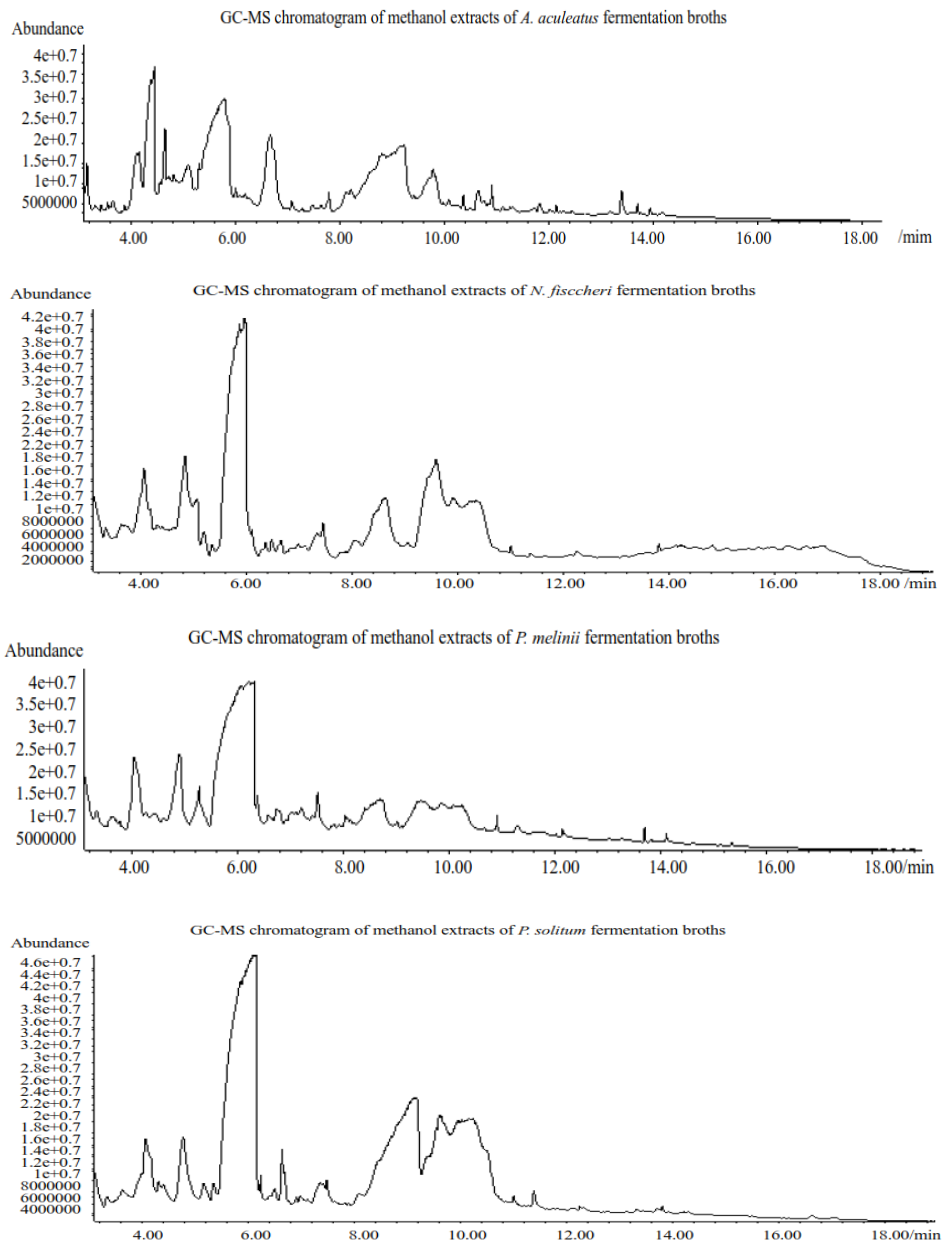 GC-MS chromatogram of methanol extracts of A. aculeatus fermentation broths
Abundance
4e+0.7
3.5e+0.7
3e+0.7
2.5e+0.7
2e+0.7
1.5e+0.7
1e+0.7
5000000
4.00 6.00 8.00 10.00 12.00 14.00 16.00 18.00 /mim
GC-MS chromatogram of methanol extracts of N. fisccheri fermentation broths
Abundance
4.2e+0.7
4e+0.7
3.8e+0.7
3.6e+0.7
3.4e+0.7
3.2e+0.7
3e+0.7
2.8e+0.7
2.6e+0.7
2.4e+0.7
2.2e+0.7
1.8e+0.7
1.6e+0.7
1.4e+0.7
1.2e+0.7
1e+0.7
8000000
6000000
4000000
2000000
4.00 6.00 8.00 10.00 12.00 14.00 16.00 18.00 /min
GC-MS chromatogram of methanol extracts of P. melinii fermentation broths
Abundance
4e+0.7
3.5e+0.7
3e+0.7
2.5e+0.7
2e+0.7
1.5e+0.7
1e+0.7
5000000
4.00 6.00 8.00 10.00 12.00 14.00 16.00 18.00/min
GC-MS chromatogram of methanol extracts of P. solitum fermentation broths
Abundance
4.6e+0.7
4.4e+0.7
4.2e+0.7
4e+0.7
3.8e+0.7
3.6e+0.7
3.4e+0.7
3.2e+0.7
3e+0.7
2.8e+0.7
2.6e+0.7
2.4e+0.7
2.2e+0.7
2e+0.7
1.8e+0.7
1.6e+0.7
1.4e+0.7
1.2e+0.7
1e+0.7
8000000
6000000
4000000
4.00 6.00 8.00 10.00 12.00 14.00 16.00 18.00/min